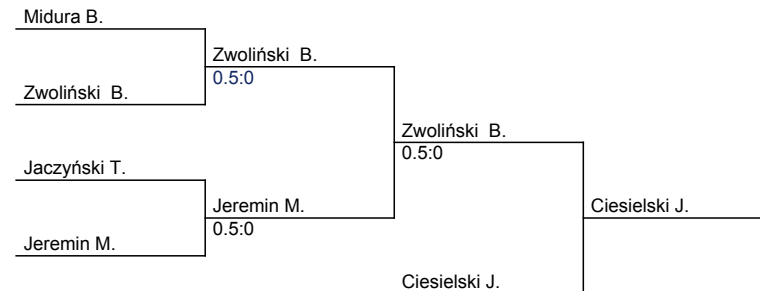 Midura B.
Zwoliński  B.
0.5:0
Zwoliński  B.
Zwoliński  B.
0.5:0
Jaczyński T.
Jeremin M.
0.5:0
Ciesielski J.
Jeremin M.
Ciesielski J.